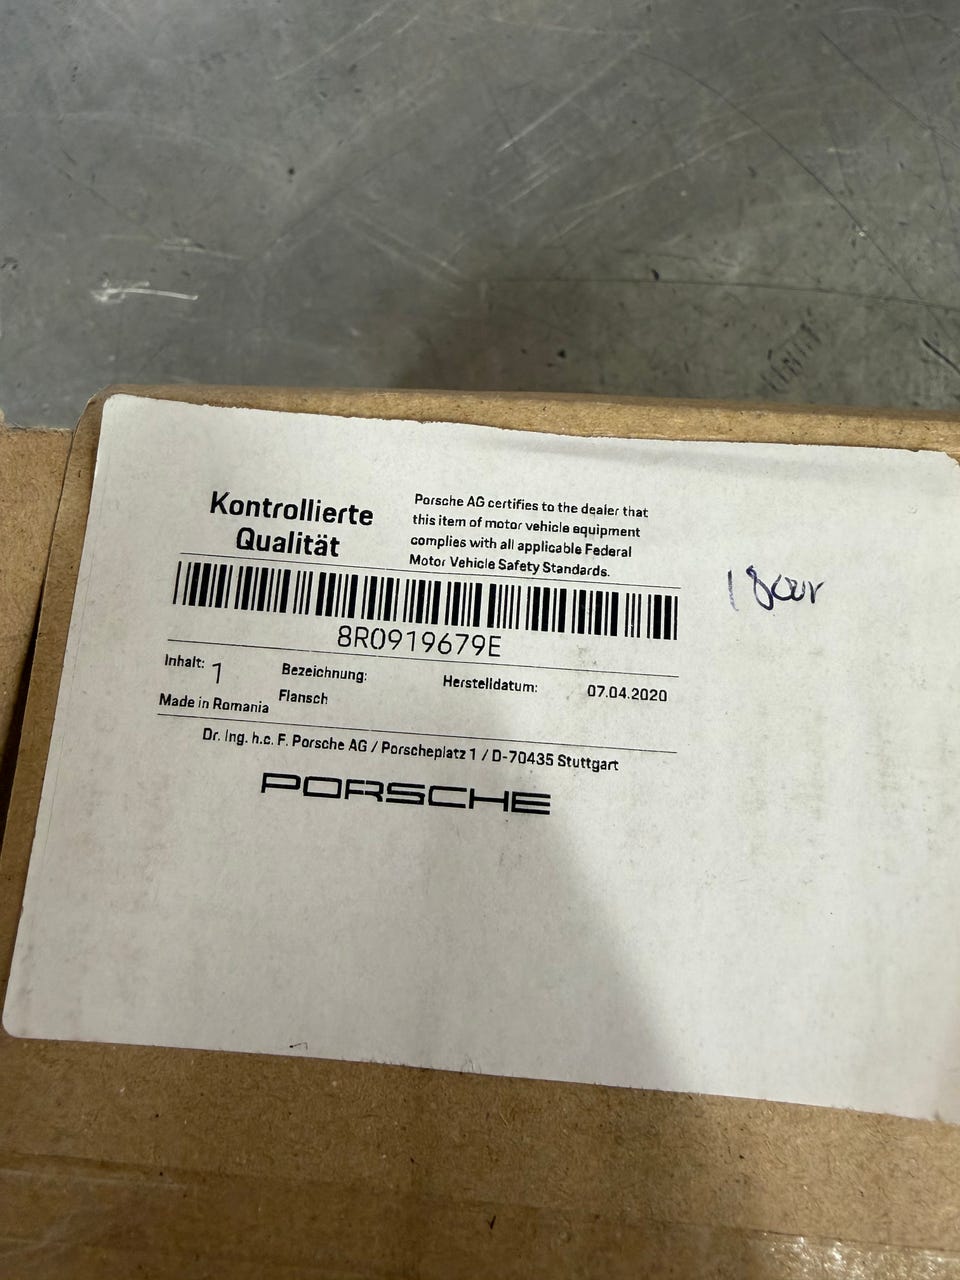 Kontrollierte
Qualität
Porsche AG certifies to the dealer that
this item of motor vehicle equipment
complies with all applicable Federal
Motor Vehicle Safety Standards.
8R0919679E
Inhalt: 1
Bezeichnung:
Herstelldatum: 07.04.2020
Made in Romania
Flansch
Dr. Ing. h.c. F. Porsche AG / Porscheplatz 1 / D-70435 Stuttgart
PORSCHE